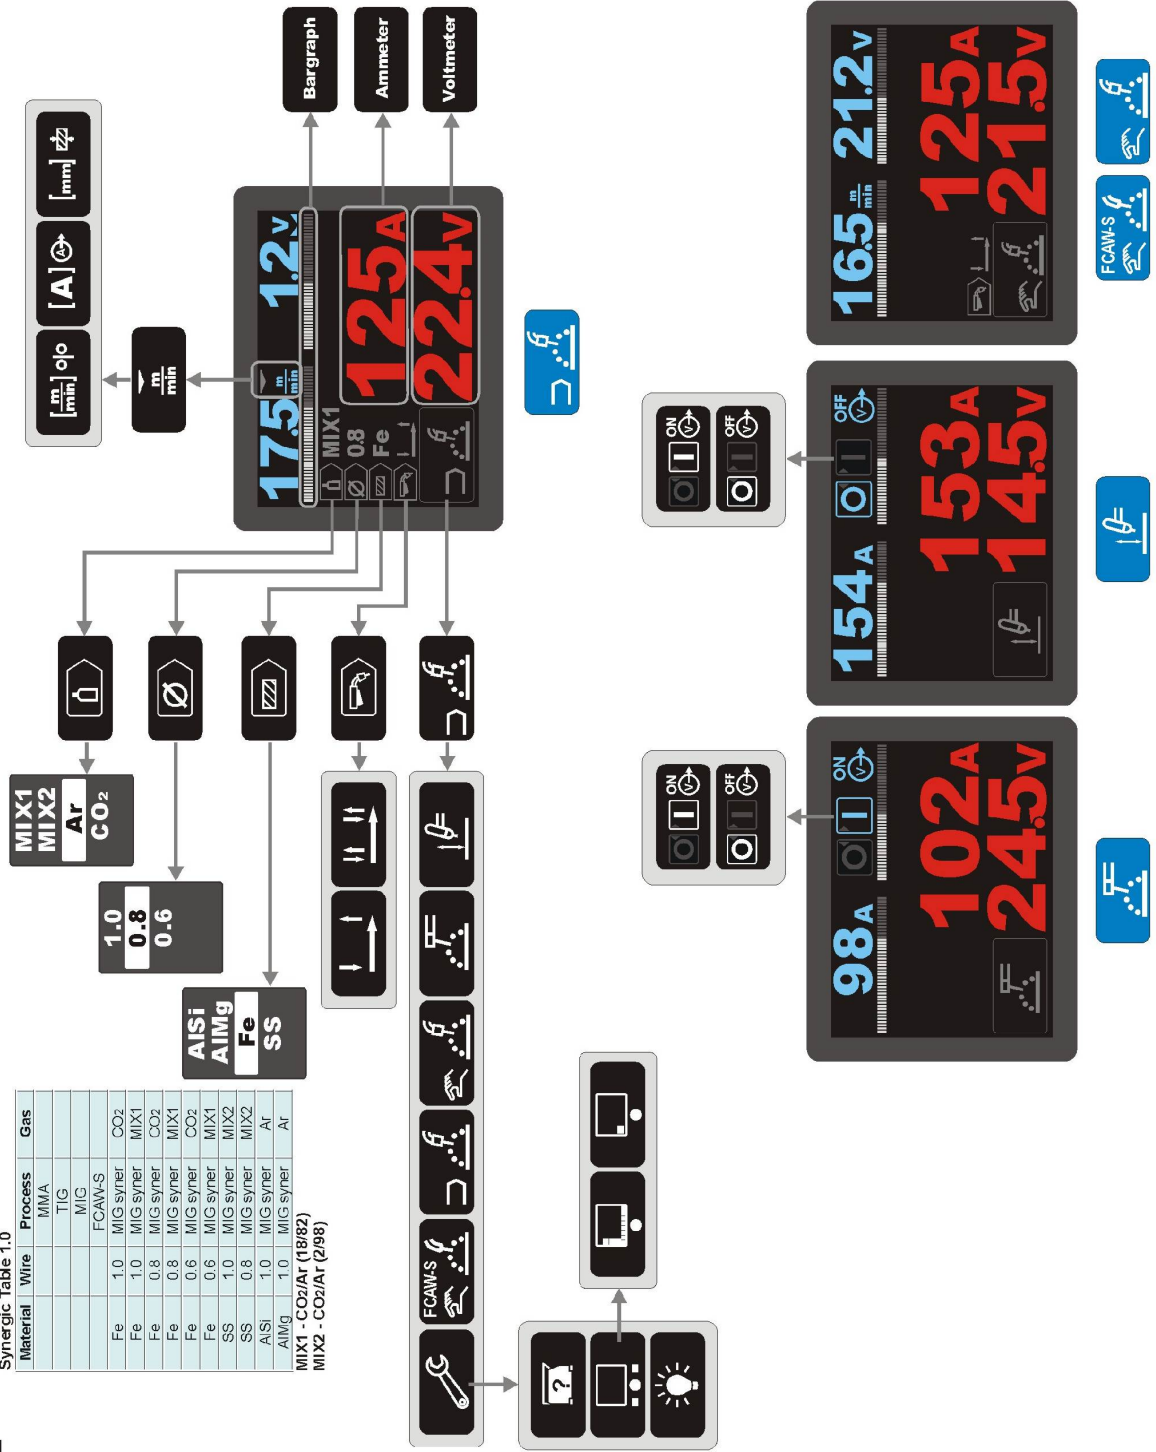 Synergic Table 1.0
Material Wire Process Gas
MMA
TIG
MIG
FCAW-S
Fe 1.0 MIG syner CO2
Fe 1.0 MIG syner MIX1
Fe 0.8 MIG syner CO2
Fe 0.8 MIG syner MIX1
Fe 0.6 MIG syner CO2
Fe 0.6 MIG syner MIX1
SS 1.0 MIG syner MIX2
SS 0.8 MIG syner MIX2
AlSi 1.0 MIG syner Ar
AlMg 1.0 MIG syner Ar
MIX1 - CO2/Ar (18/82)
MIX2 - CO2/Ar (2/98)
MIX1
MIX2
Ar
CO2
1.0
0.8
0.6
AlSi
AlMg
Fe
SS
FCAW-S
?
[m/min]
[A] A
[mm]
m/min
17.5 m/min 1.2 V
MIX1
0.8
Fe
125 A
22.4 V
Bargraph
Ammeter
Voltmeter
ON V
OFF V
98 A ON V
102 A
24.5 V
ON V
OFF V
154 A OFF V
153 A
14.5 V
16.5 m/min 21.2 V
125 A
21.5 V
FCAW-S